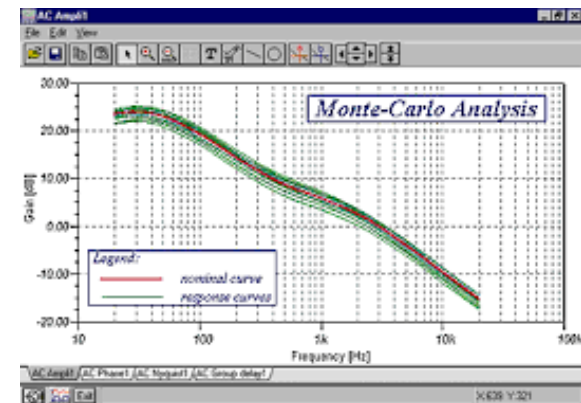 AC Ampli1
File Edit View
T
Monte-Carlo Analysis
30.00
20.00
10.00
0.00
-10.00
-20.00
Gain [dB]
Legend:
nominal curve
response curves
10 100 1k 10k 100k
Frequency [Hz]
AC Ampli1 AC Phase1 AC Nyquist1 AC Group delay1
Exit X:639 Y:321